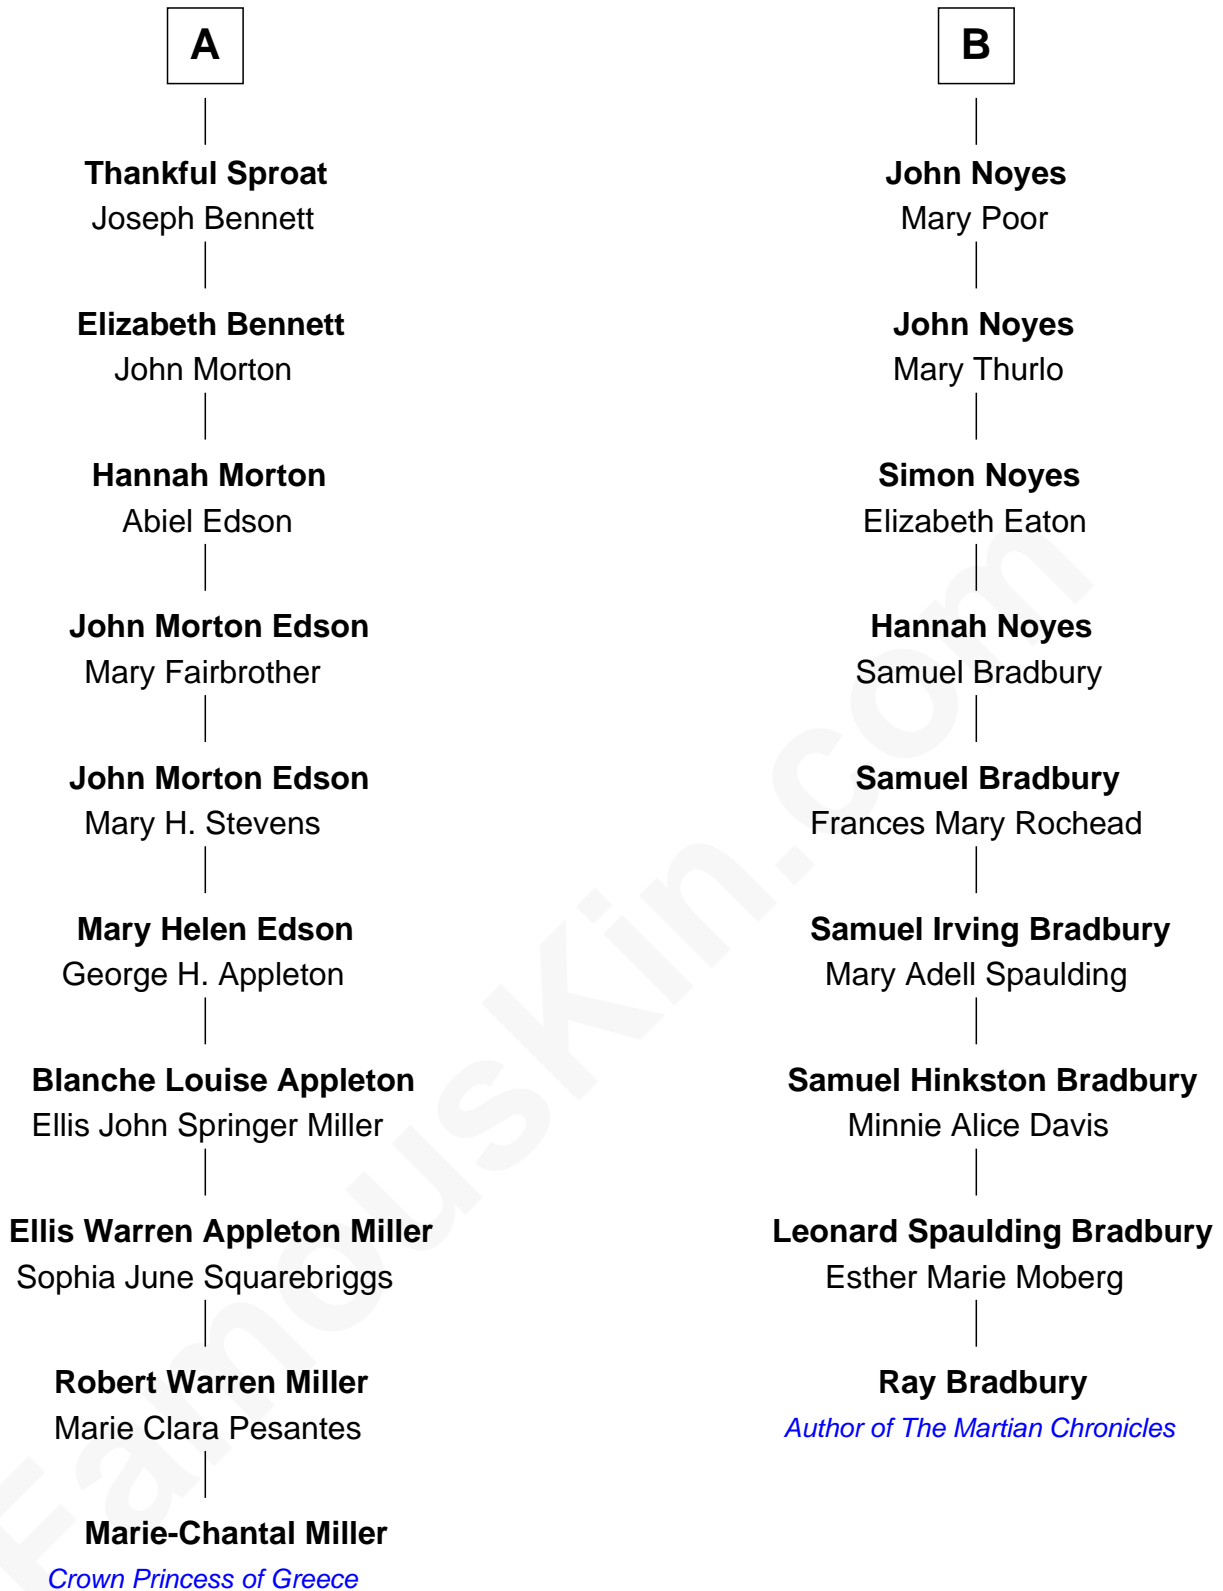 A
Thankful Sproat
Joseph Bennett
Elizabeth Bennett
John Morton
Hannah Morton
Abiel Edson
John Morton Edson
Mary Fairbrother
John Morton Edson
Mary H. Stevens
Mary Helen Edson
George H. Appleton
Blanche Louise Appleton
Ellis John Springer Miller
Ellis Warren Appleton Miller
Sophia June Squarebriggs
Robert Warren Miller
Marie Clara Pesantes
Marie-Chantal Miller
Crown Princess of Greece
B
John Noyes
Mary Poor
John Noyes
Mary Thurlo
Simon Noyes
Elizabeth Eaton
Hannah Noyes
Samuel Bradbury
Samuel Bradbury
Frances Mary Rochead
Samuel Irving Bradbury
Mary Adell Spaulding
Samuel Hinkston Bradbury
Minnie Alice Davis
Leonard Spaulding Bradbury
Esther Marie Moberg
Ray Bradbury
Author of The Martian Chronicles
FamousKin.com